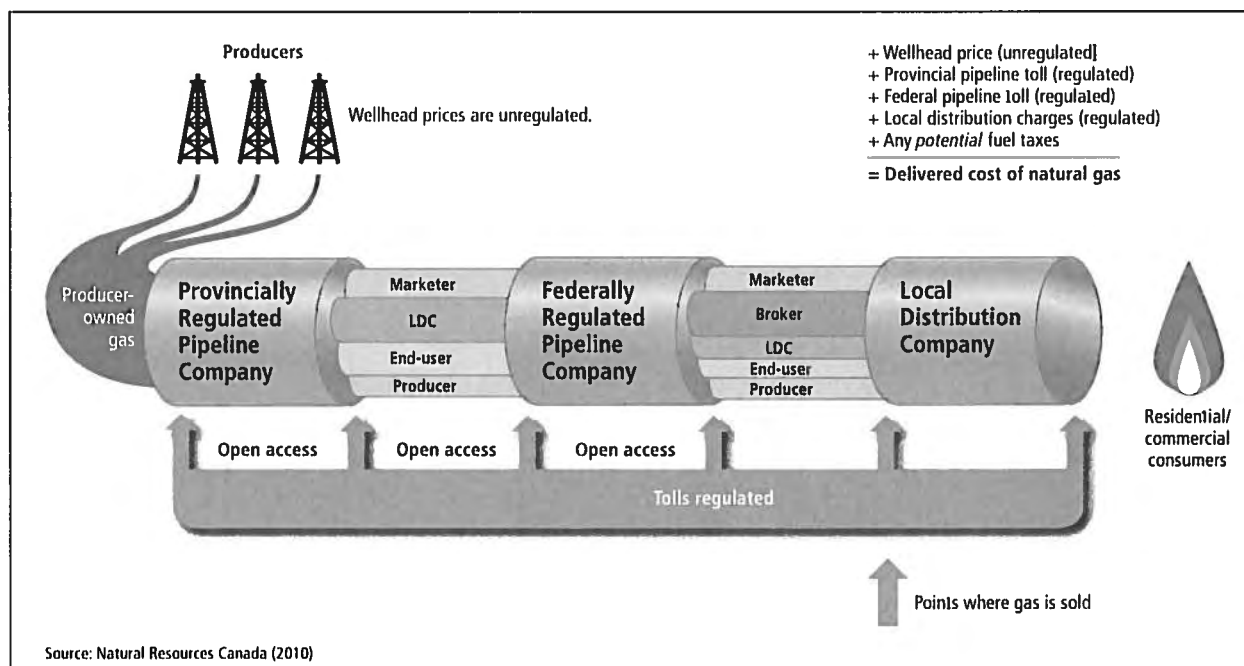 Producers
Wellhead prices are unregulated.
+ Wellhead price (unregulated]
+ Provincial pipeline toll (regulated)
+ Federal pipeline toll (regulated)
+ Local distribution charges (regulated)
+ Any potential fuel taxes
= Delivered cost of natural gas
Producer-
owned
gas
Provincially
Regulated
Pipeline
Company
Marketer
LDC
End-user
Producer
Federally
Regulated
Pipeline
Company
Marketer
Broker
LDC
End-user
Producer
Local
Distribution
Company
Residential/
commercial
consumers
Open access
Open access
Open access
Tolls regulated
Points where gas is sold
Source: Natural Resources Canada (2010)